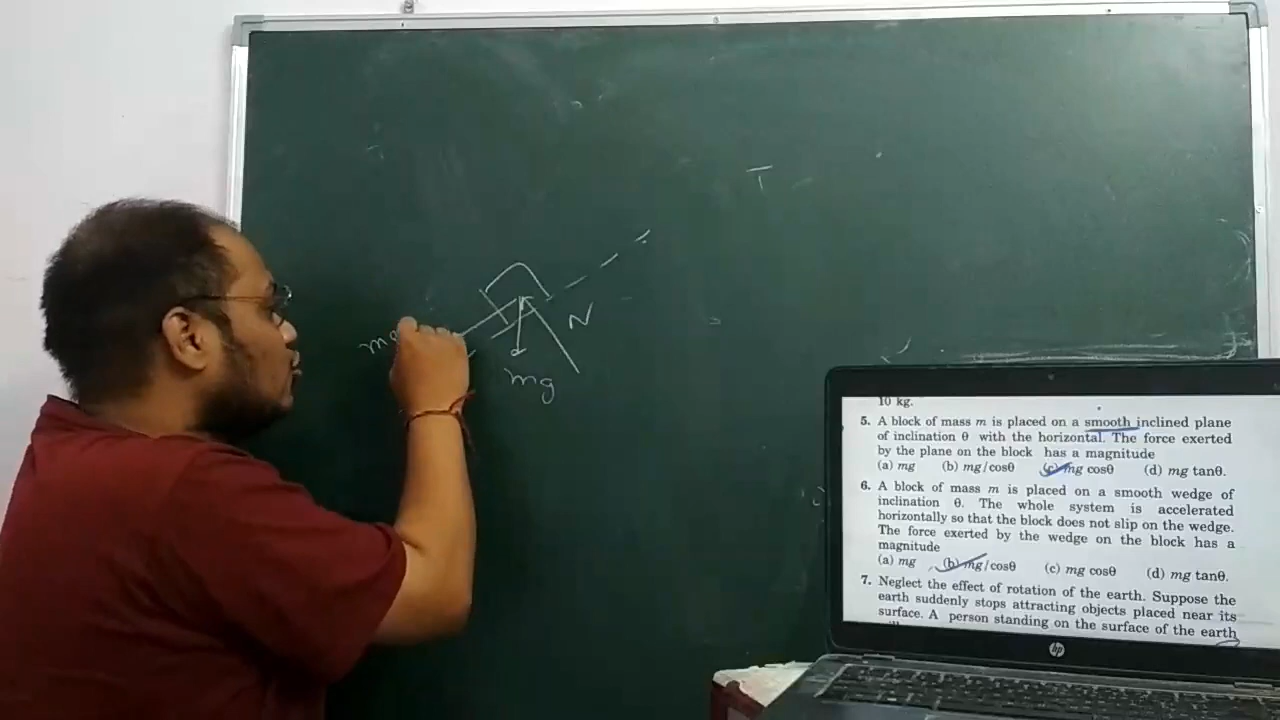 T
N
mg
mg
10 kg.
5. A block of mass m is placed on a smooth inclined plane
of inclination θ with the horizontal. The force exerted
by the plane on the block has a magnitude
(a) mg (b) mg/cosθ (c) mg cosθ (d) mg tanθ.
6. A block of mass m is placed on a smooth wedge of
inclination θ. The whole system is accelerated
horizontally so that the block does not slip on the wedge.
The force exerted by the wedge on the block has a
magnitude
(a) mg (b) mg/cosθ (c) mg cosθ (d) mg tanθ.
7. Neglect the effect of rotation of the earth. Suppose the
earth suddenly stops attracting objects placed near its
surface. A person standing on the surface of the earth
hp